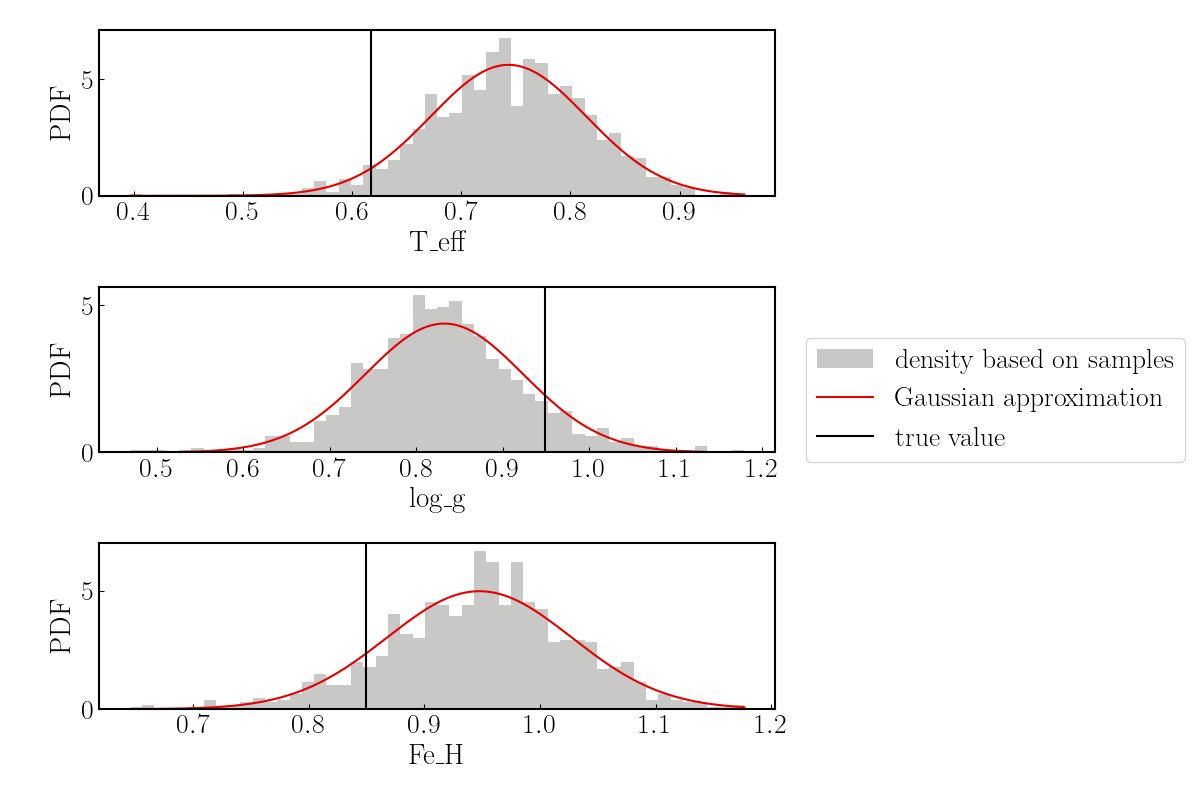 PDF
5
0
0.4 0.5 0.6 0.7 0.8 0.9
T_eff
PDF
5
0
0.5 0.6 0.7 0.8 0.9 1.0 1.1 1.2
log_g
density based on samples
Gaussian approximation
true value
PDF
5
0
0.7 0.8 0.9 1.0 1.1 1.2
Fe_H